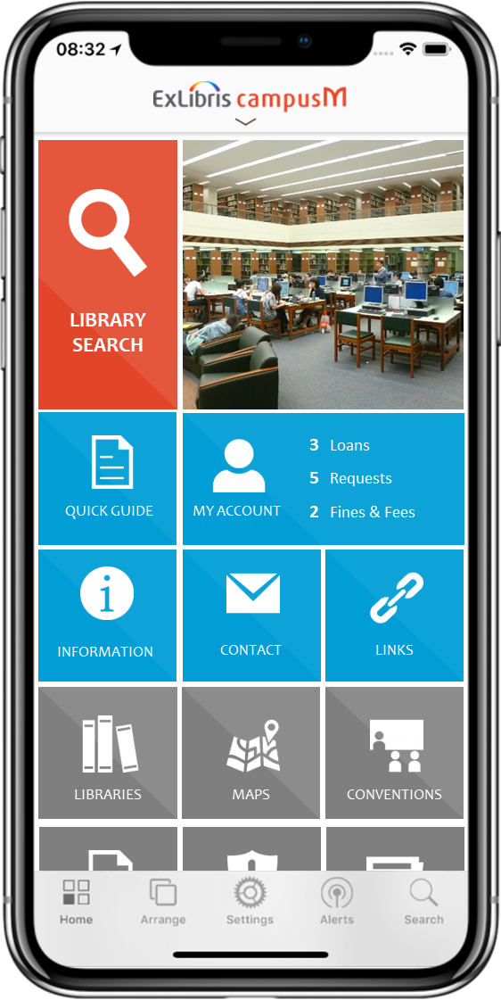 08:32
ExLibris campusM
LIBRARY
SEARCH
QUICK GUIDE
MY ACCOUNT
3 Loans
5 Requests
2 Fines & Fees
INFORMATION
CONTACT
LINKS
LIBRARIES
MAPS
CONVENTIONS
Home
Arrange
Settings
Alerts
Search